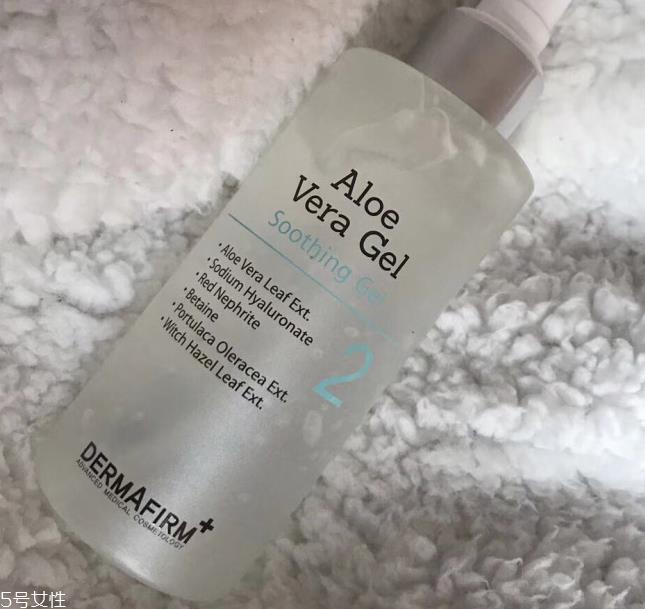 Aloe
Vera Gel
Soothing Gel
· Aloe Vera Leaf Ext.
· Sodium Hyaluronate
· Red Nephrite
· Betaine
· Portulaca Oleracea Ext.
· Witch Hazel Leaf Ext.
2
DERMAFIRM+
ADVANCED MEDICAL COSMETOLOGY
5号女性